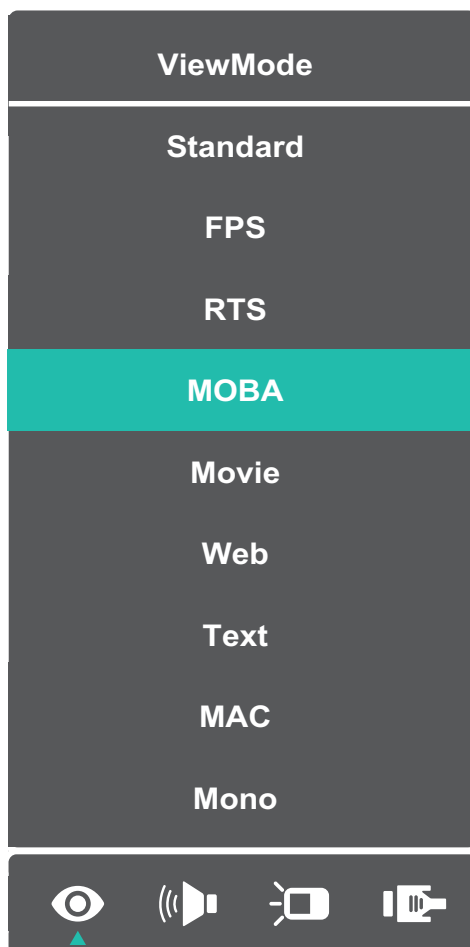 ViewMode
Standard
FPS
RTS
MOBA
Movie
Web
Text
MAC
Mono